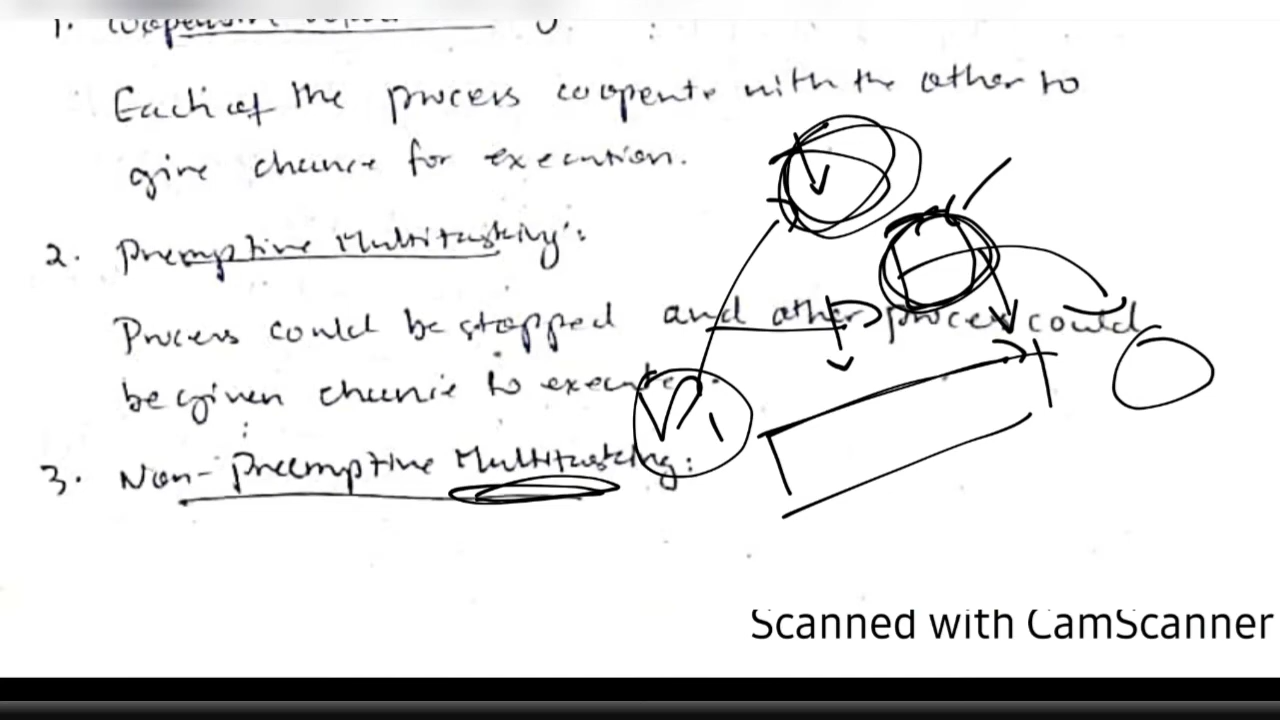 1.
Each of the process cooperate with the other to
give chance for execution.
2. Preemptive Multitasking:
Process could be stopped and other process could
be given chance to execute.
3. Non-Preemptive Multitasking:
Scanned with CamScanner